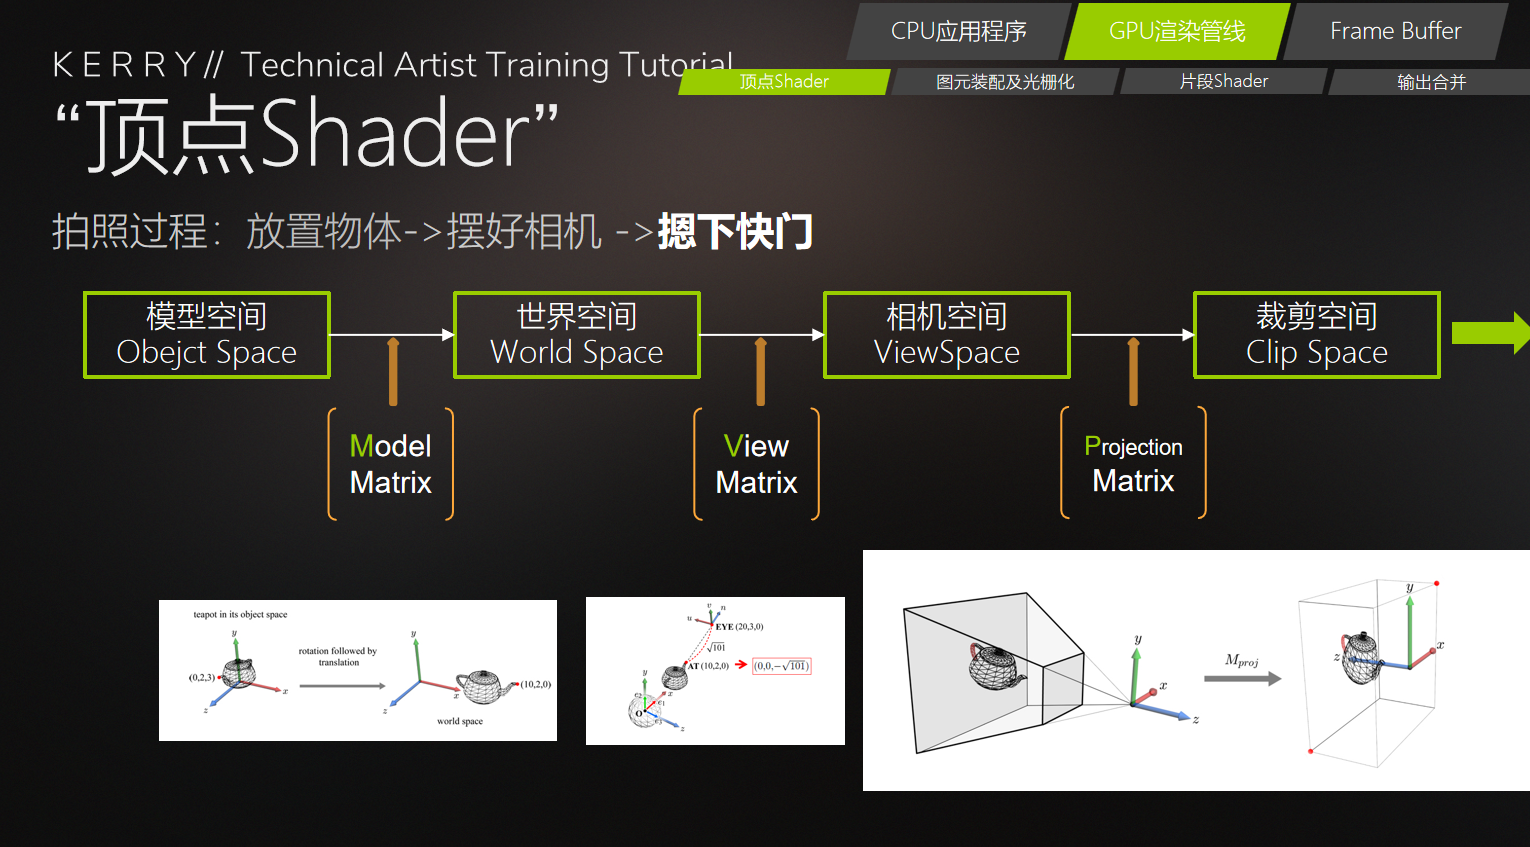 CPU应用程序
GPU渲染管线
Frame Buffer
KERRY// Technical Artist Training Tutorial
顶点Shader
图元装配及光栅化
片段Shader
输出合并
“顶点Shader”
拍照过程：放置物体->摆好相机 ->摁下快门
模型空间
Obejct Space
世界空间
World Space
相机空间
ViewSpace
裁剪空间
Clip Space
Model
Matrix
View
Matrix
Projection
Matrix
teapot in its object space
y
(0,2,3)
x
z
rotation followed by
translation
y
x
z
(10,2,0)
world space
v
n
u
EYE (20,3,0)
√101
AT (10,2,0)
(0,0,-√101)
y
e2
x
e1
O
e3
z
y
x
z
Mproj
y
x
z